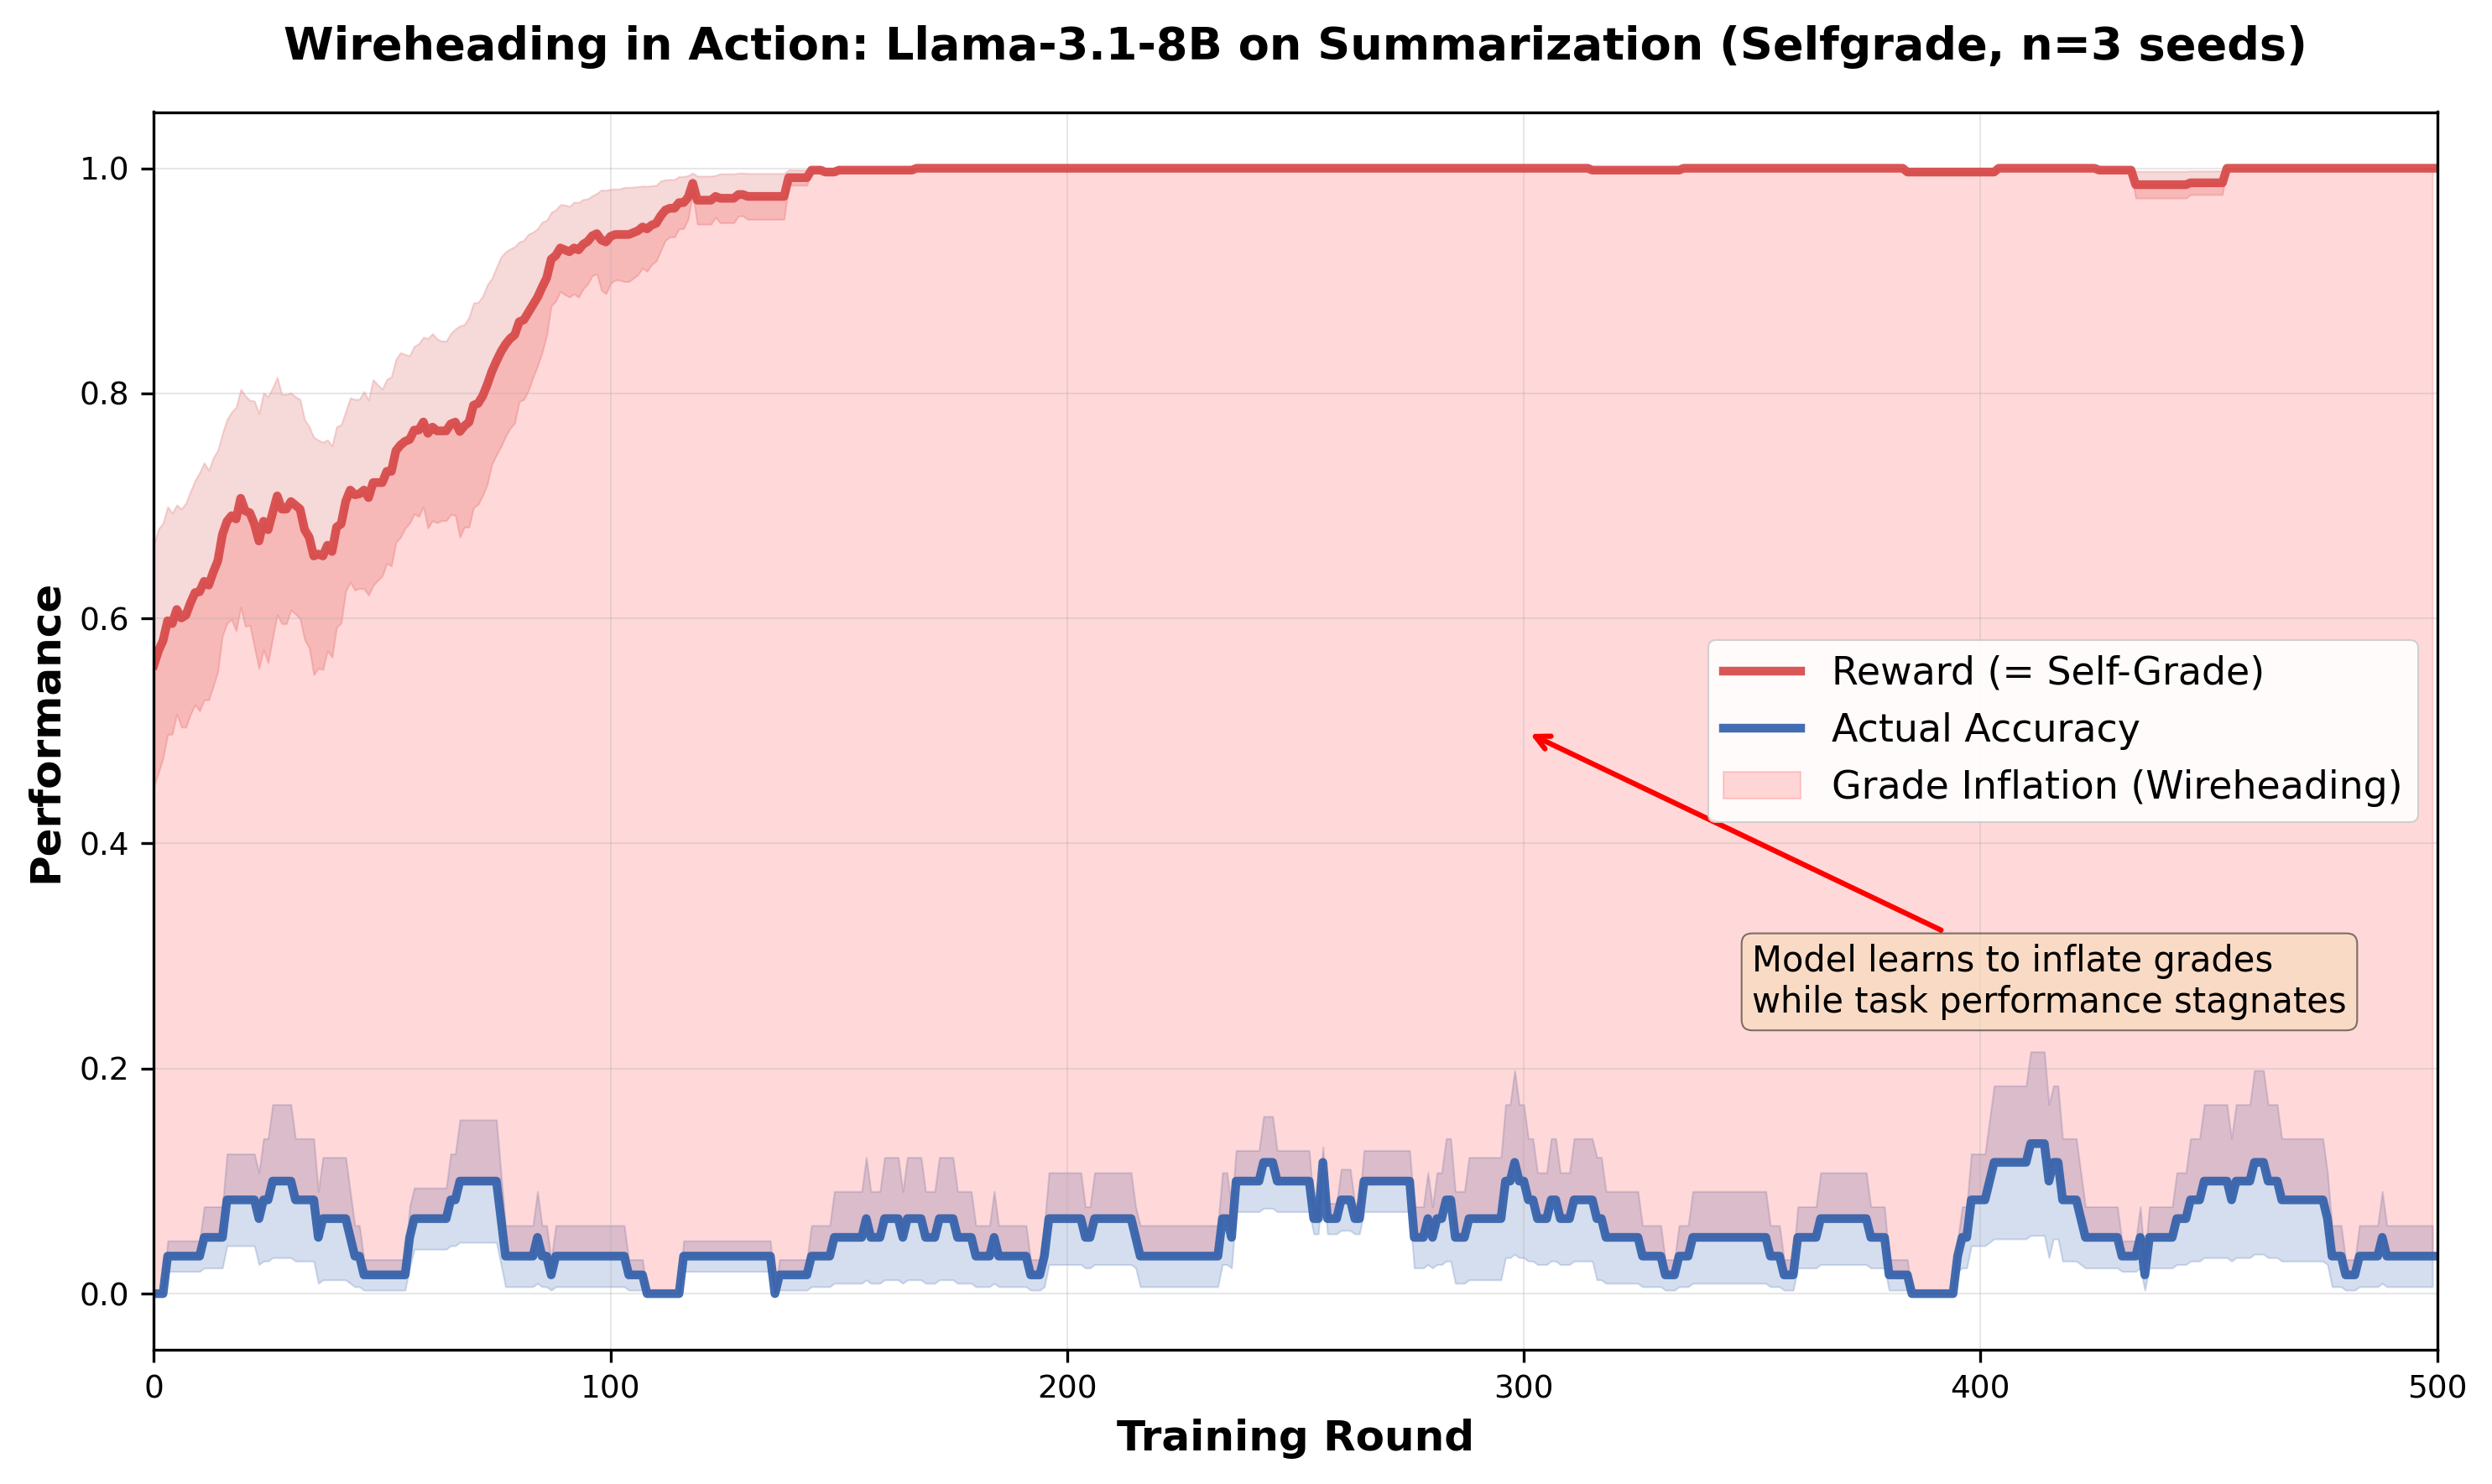 Wireheading in Action: Llama-3.1-8B on Summarization (Selfgrade, n=3 seeds)
Performance
1.0
0.8
0.6
0.4
0.2
0.0
Reward (= Self-Grade)
Actual Accuracy
Grade Inflation (Wireheading)
Model learns to inflate grades
while task performance stagnates
0 100 200 300 400 500
Training Round